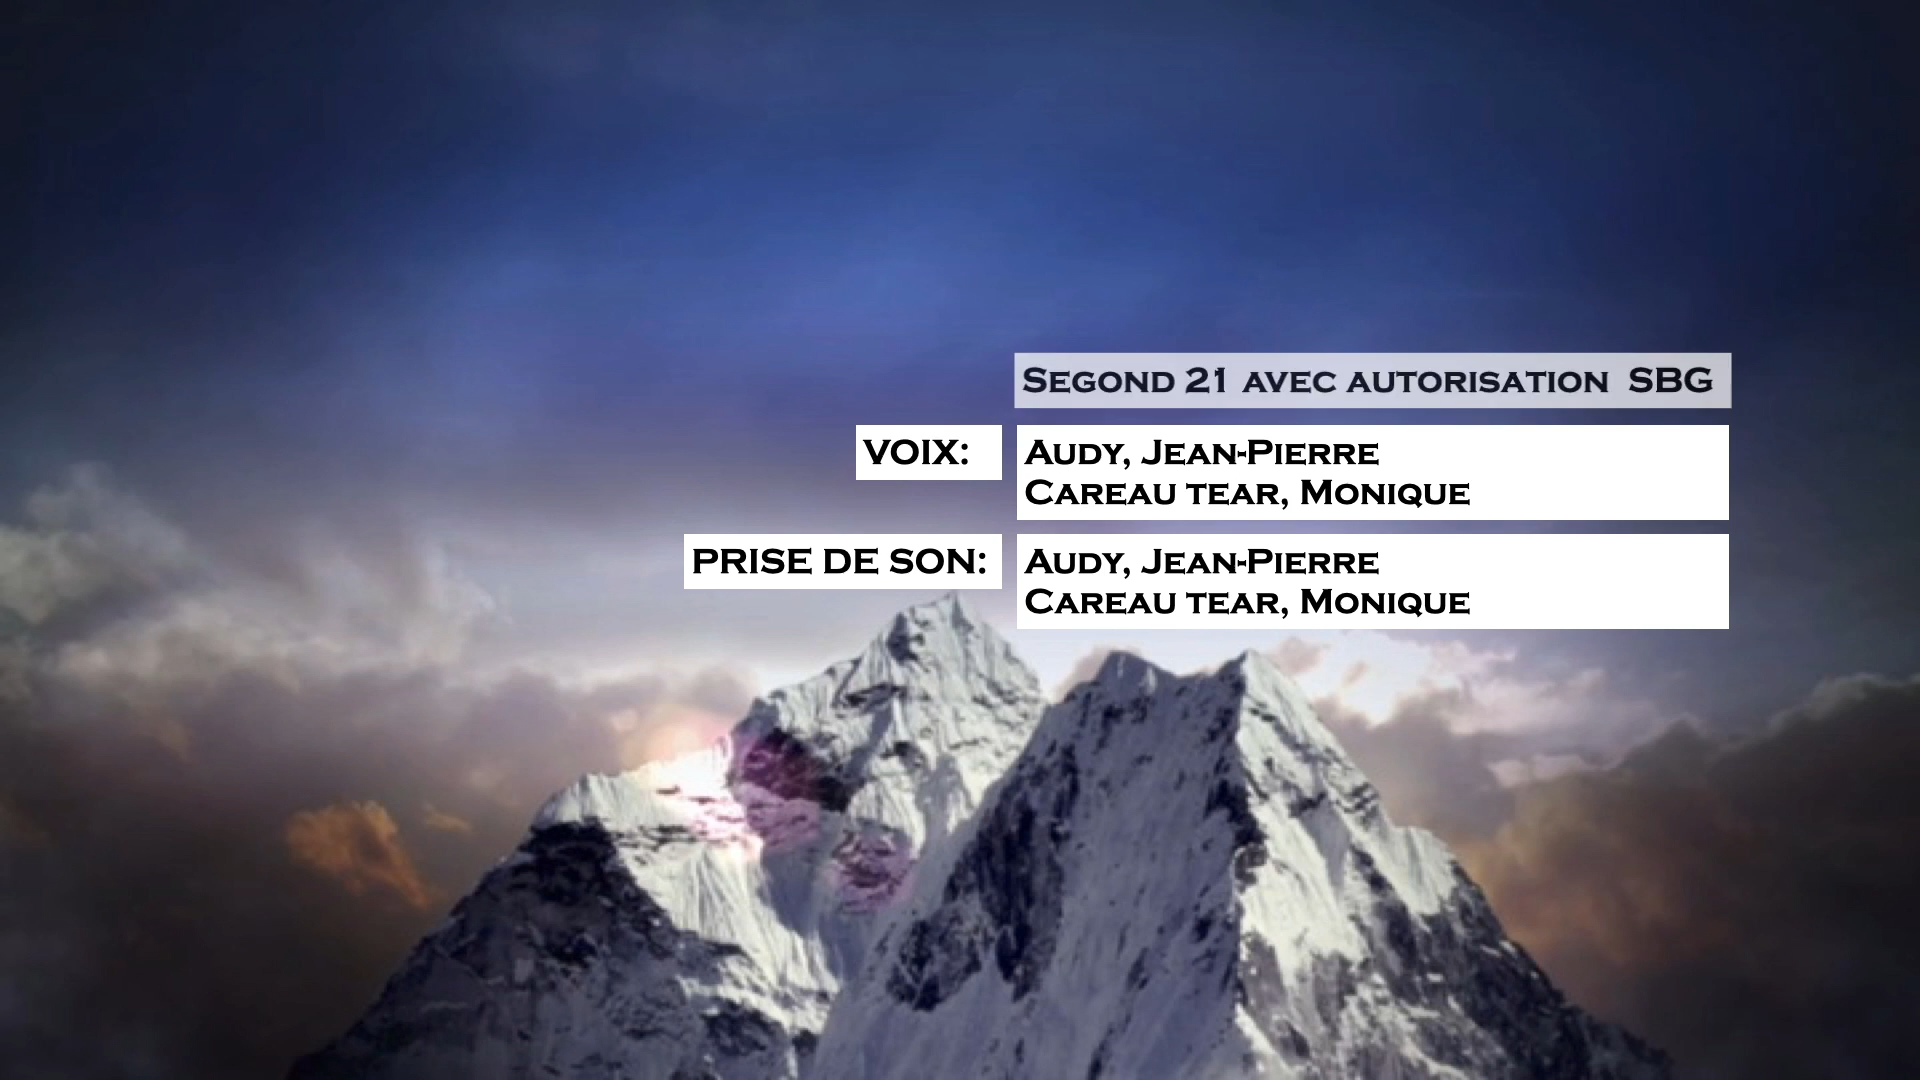 Segond 21 avec autorisation SBG
VOIX: Audy, Jean-Pierre
Careau tear, Monique
PRISE DE SON: Audy, Jean-Pierre
Careau tear, Monique